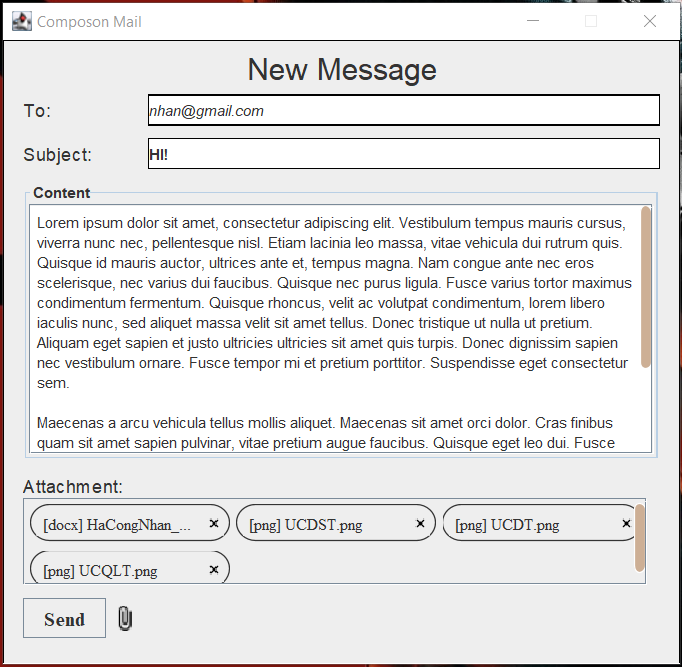 Composon Mail
New Message
To:
nhan@gmail.com
Subject:
HI!
Content
Lorem ipsum dolor sit amet, consectetur adipiscing elit. Vestibulum tempus mauris cursus,
viverra nunc nec, pellentesque nisl. Etiam lacinia leo massa, vitae vehicula dui rutrum quis.
Quisque id mauris auctor, ultrices ante et, tempus magna. Nam congue ante nec eros
scelerisque, nec varius dui faucibus. Quisque nec purus ligula. Fusce varius tortor maximus
condimentum fermentum. Quisque rhoncus, velit ac volutpat condimentum, lorem libero
iaculis nunc, sed aliquet massa velit sit amet tellus. Donec tristique ut nulla ut pretium.
Aliquam eget sapien et justo ultricies ultricies sit amet quis turpis. Donec dignissim sapien
nec vestibulum ornare. Fusce tempor mi et pretium porttitor. Suspendisse eget consectetur
sem.
Maecenas a arcu vehicula tellus mollis aliquet. Maecenas sit amet orci dolor. Cras finibus
quam sit amet sapien pulvinar, vitae pretium augue faucibus. Quisque eget leo dui. Fusce
Attachment:
[docx] HaCongNhan_... × [png] UCDST.png × [png] UCDT.png ×
[png] UCQLT.png ×
Send